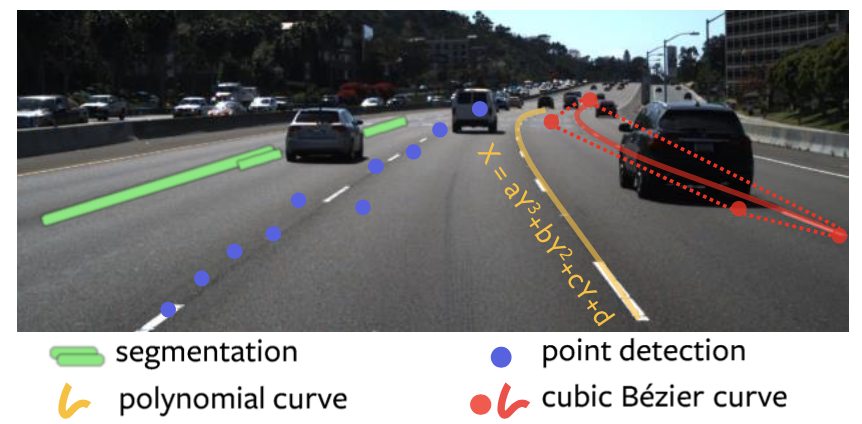 X = aY³+bY²+cY+d
segmentation
point detection
polynomial curve
cubic Bézier curve